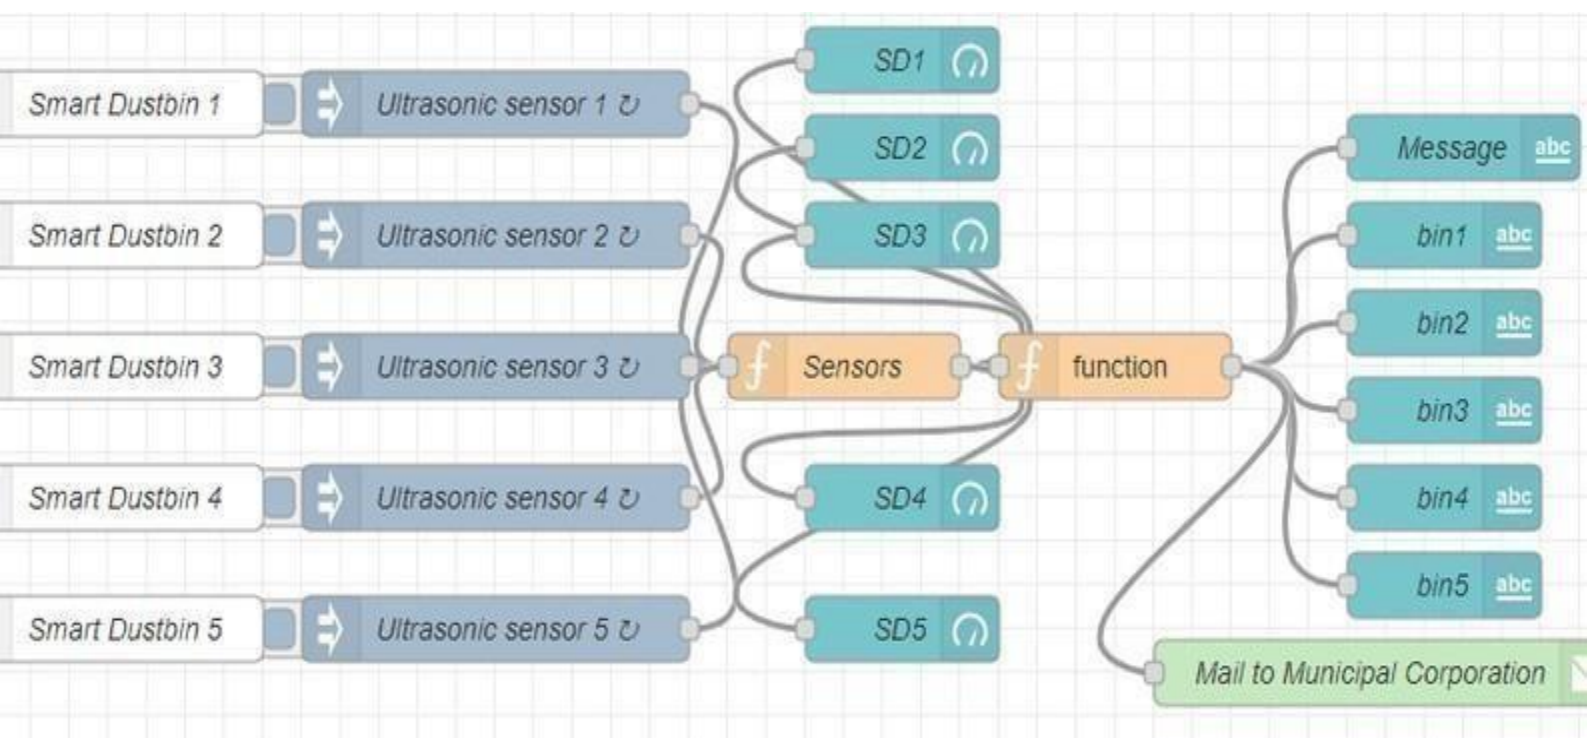 Smart Dustbin 1
Ultrasonic sensor 1 ↻
Smart Dustbin 2
Ultrasonic sensor 2 ↻
Smart Dustbin 3
Ultrasonic sensor 3 ↻
Smart Dustbin 4
Ultrasonic sensor 4 ↻
Smart Dustbin 5
Ultrasonic sensor 5 ↻
SD1
SD2
SD3
Sensors
function
SD4
SD5
Message abc
bin1 abc
bin2 abc
bin3 abc
bin4 abc
bin5 abc
Mail to Municipal Corporation